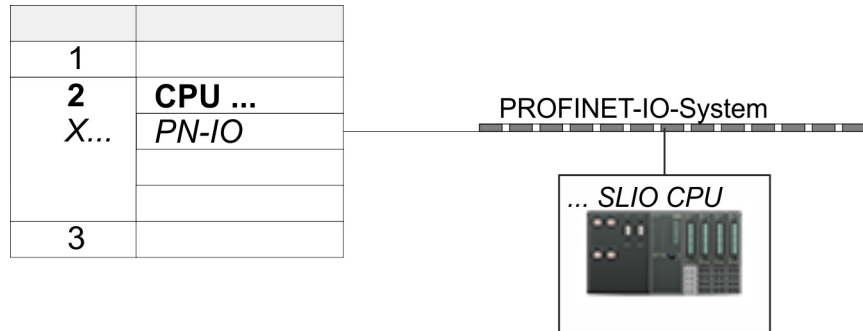 1
2 CPU ...
X... PN-IO
3
PROFINET-IO-System
... SLIO CPU